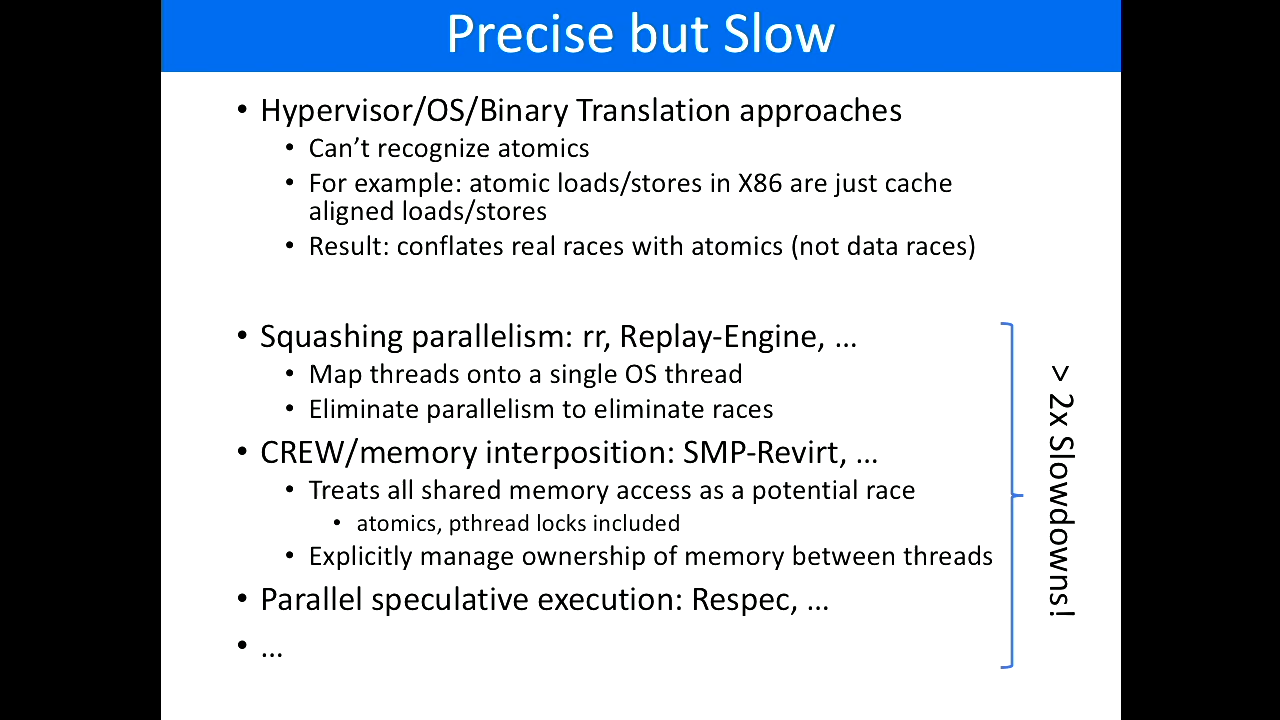 Precise but Slow
• Hypervisor/OS/Binary Translation approaches
• Can’t recognize atomics
• For example: atomic loads/stores in X86 are just cache
aligned loads/stores
• Result: conflates real races with atomics (not data races)
• Squashing parallelism: rr, Replay-Engine, …
• Map threads onto a single OS thread
• Eliminate parallelism to eliminate races
• CREW/memory interposition: SMP-Revirt, …
• Treats all shared memory access as a potential race
• atomics, pthread locks included
• Explicitly manage ownership of memory between threads
• Parallel speculative execution: Respec, …
• …
> 2x Slowdowns!